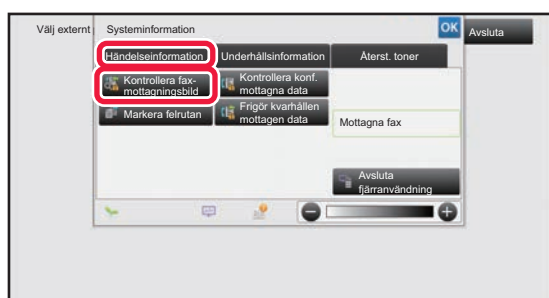 Välj externt
Systeminformation
OK
Avsluta
Händelseinformation
Underhållsinformation
Återst. toner
Kontrollera fax-
mottagningsbild
Kontrollera konf.
mottagna data
Markera felrutan
Frigör kvarhållen
mottagen data
Mottagna fax
Avsluta
fjärranvändning